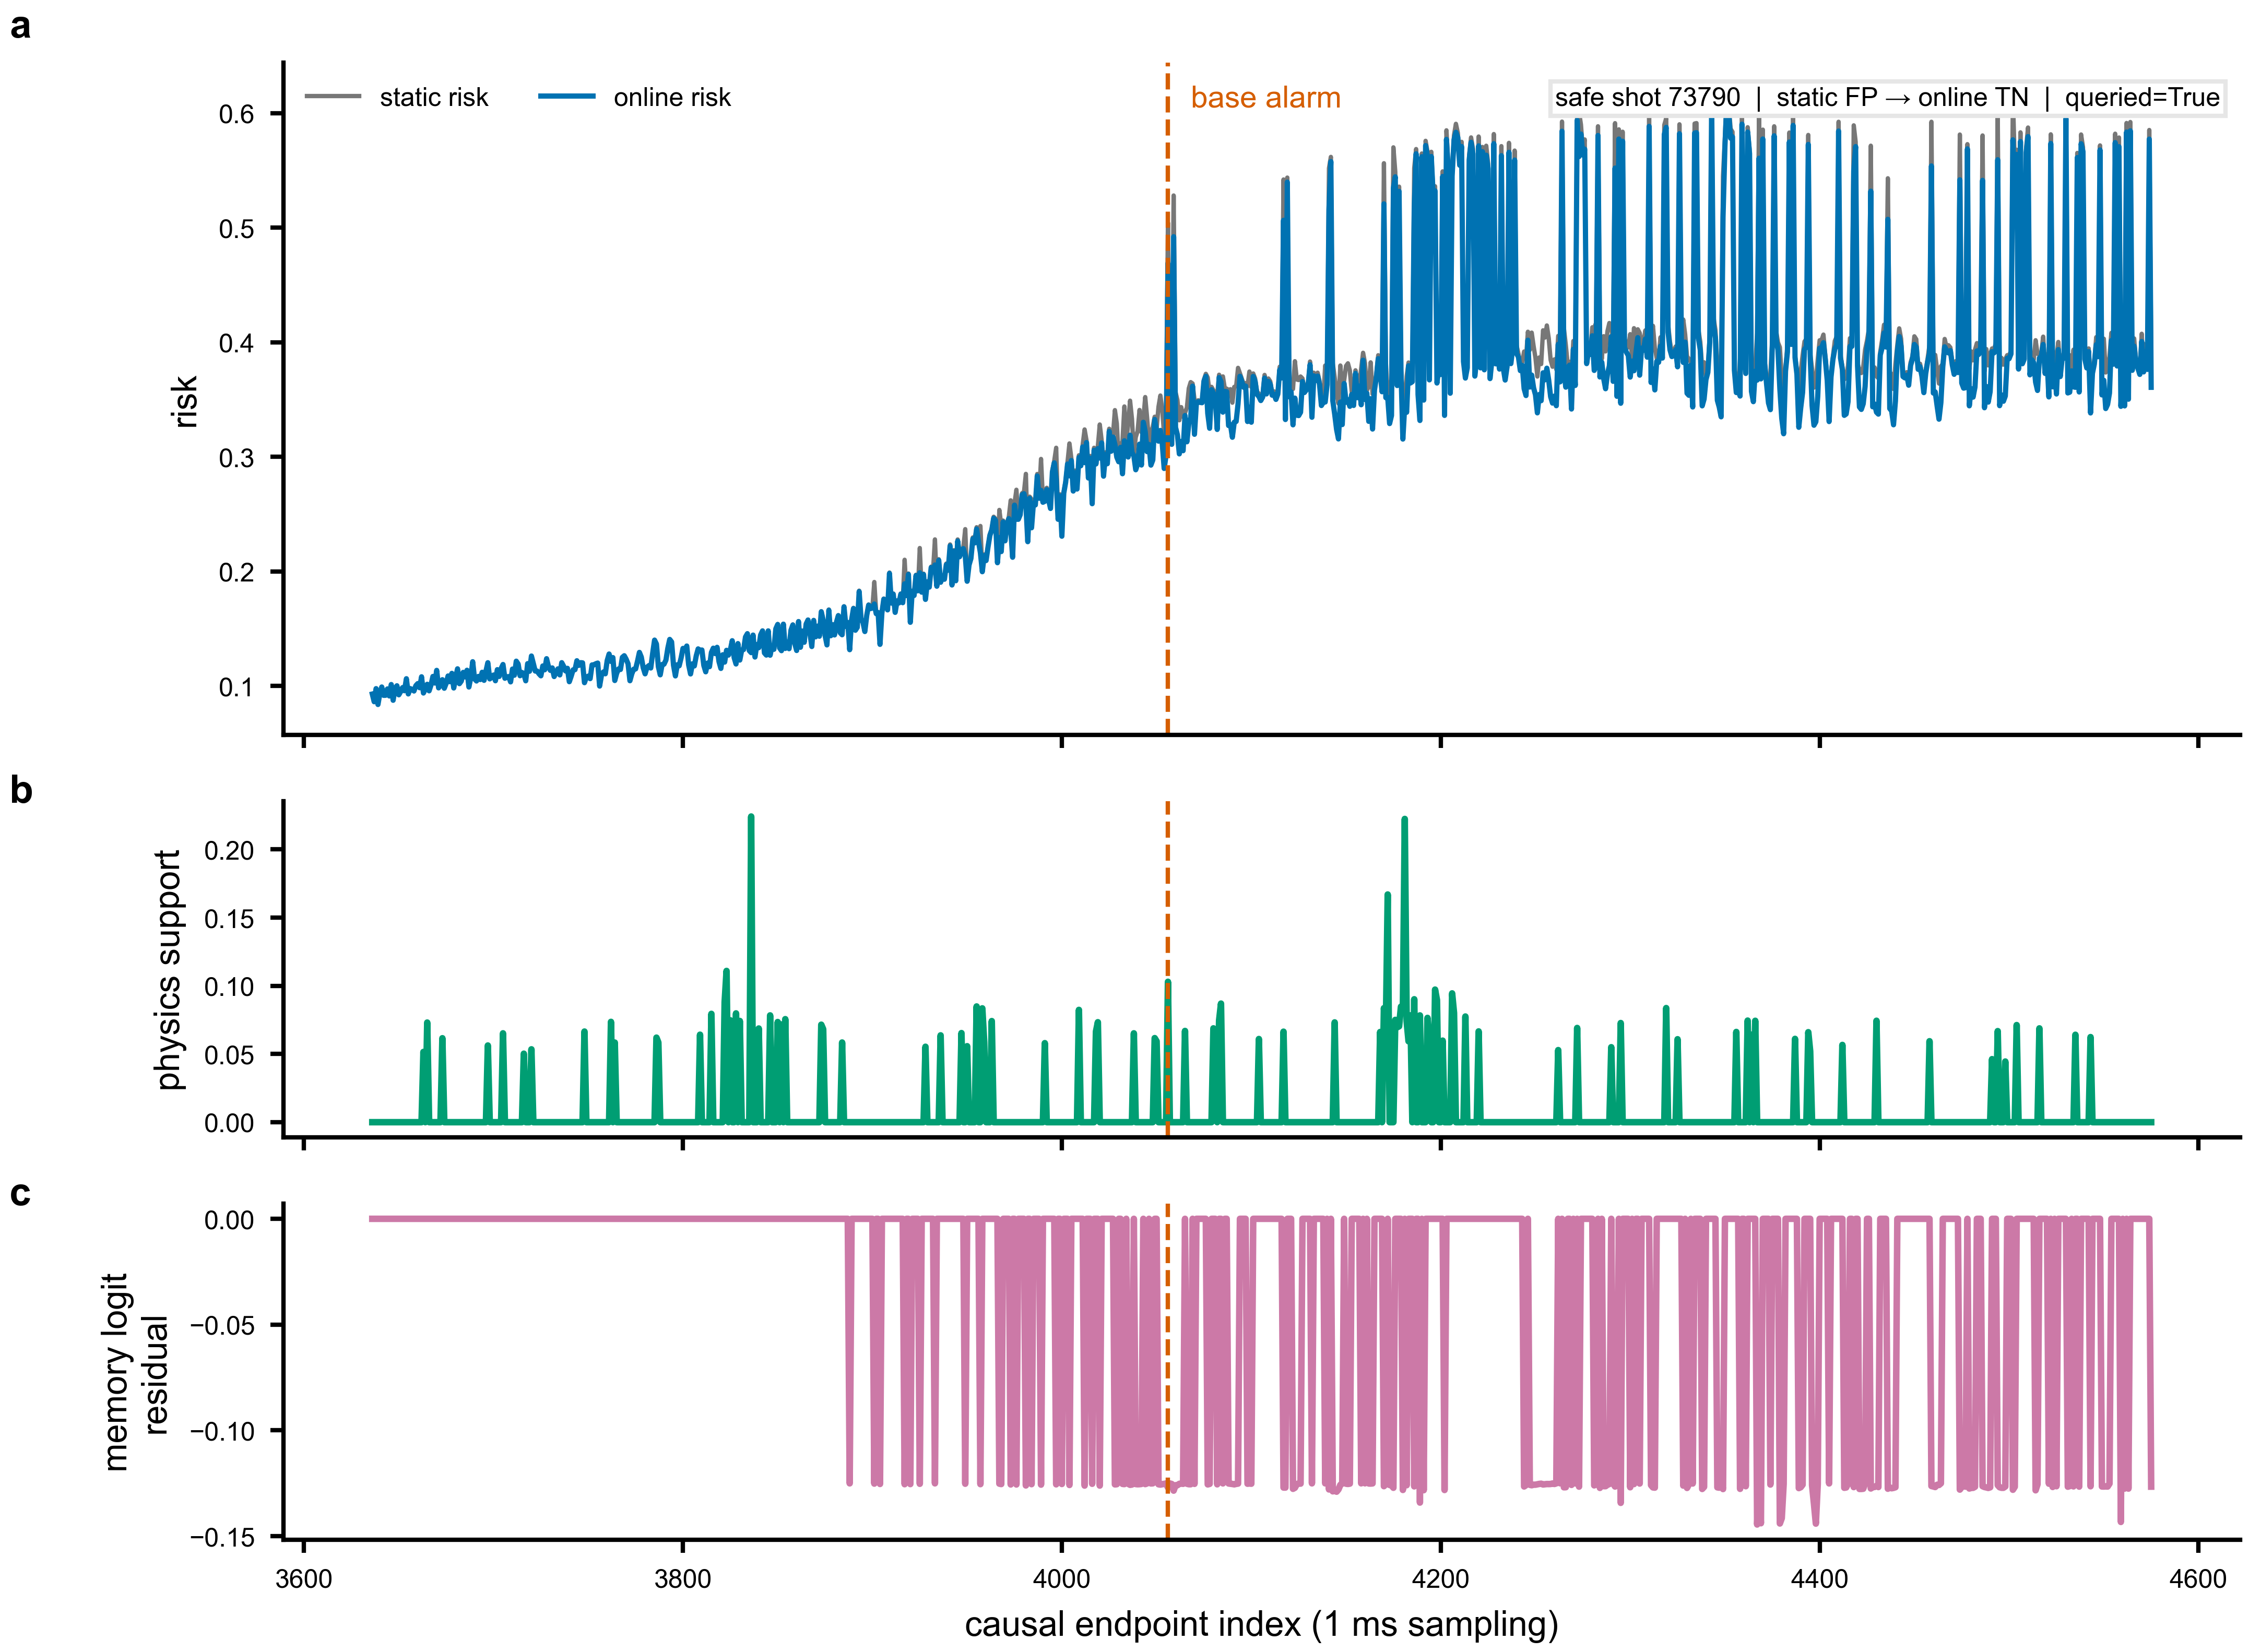 a
static risk
online risk
base alarm
safe shot 73790 | static FP → online TN | queried=True
0.6
0.5
0.4
0.3
0.2
0.1
risk
b
0.20
0.15
0.10
0.05
0.00
physics support
c
0.00
−0.05
−0.10
−0.15
memory logit
residual
3600
3800
4000
4200
4400
4600
causal endpoint index (1 ms sampling)